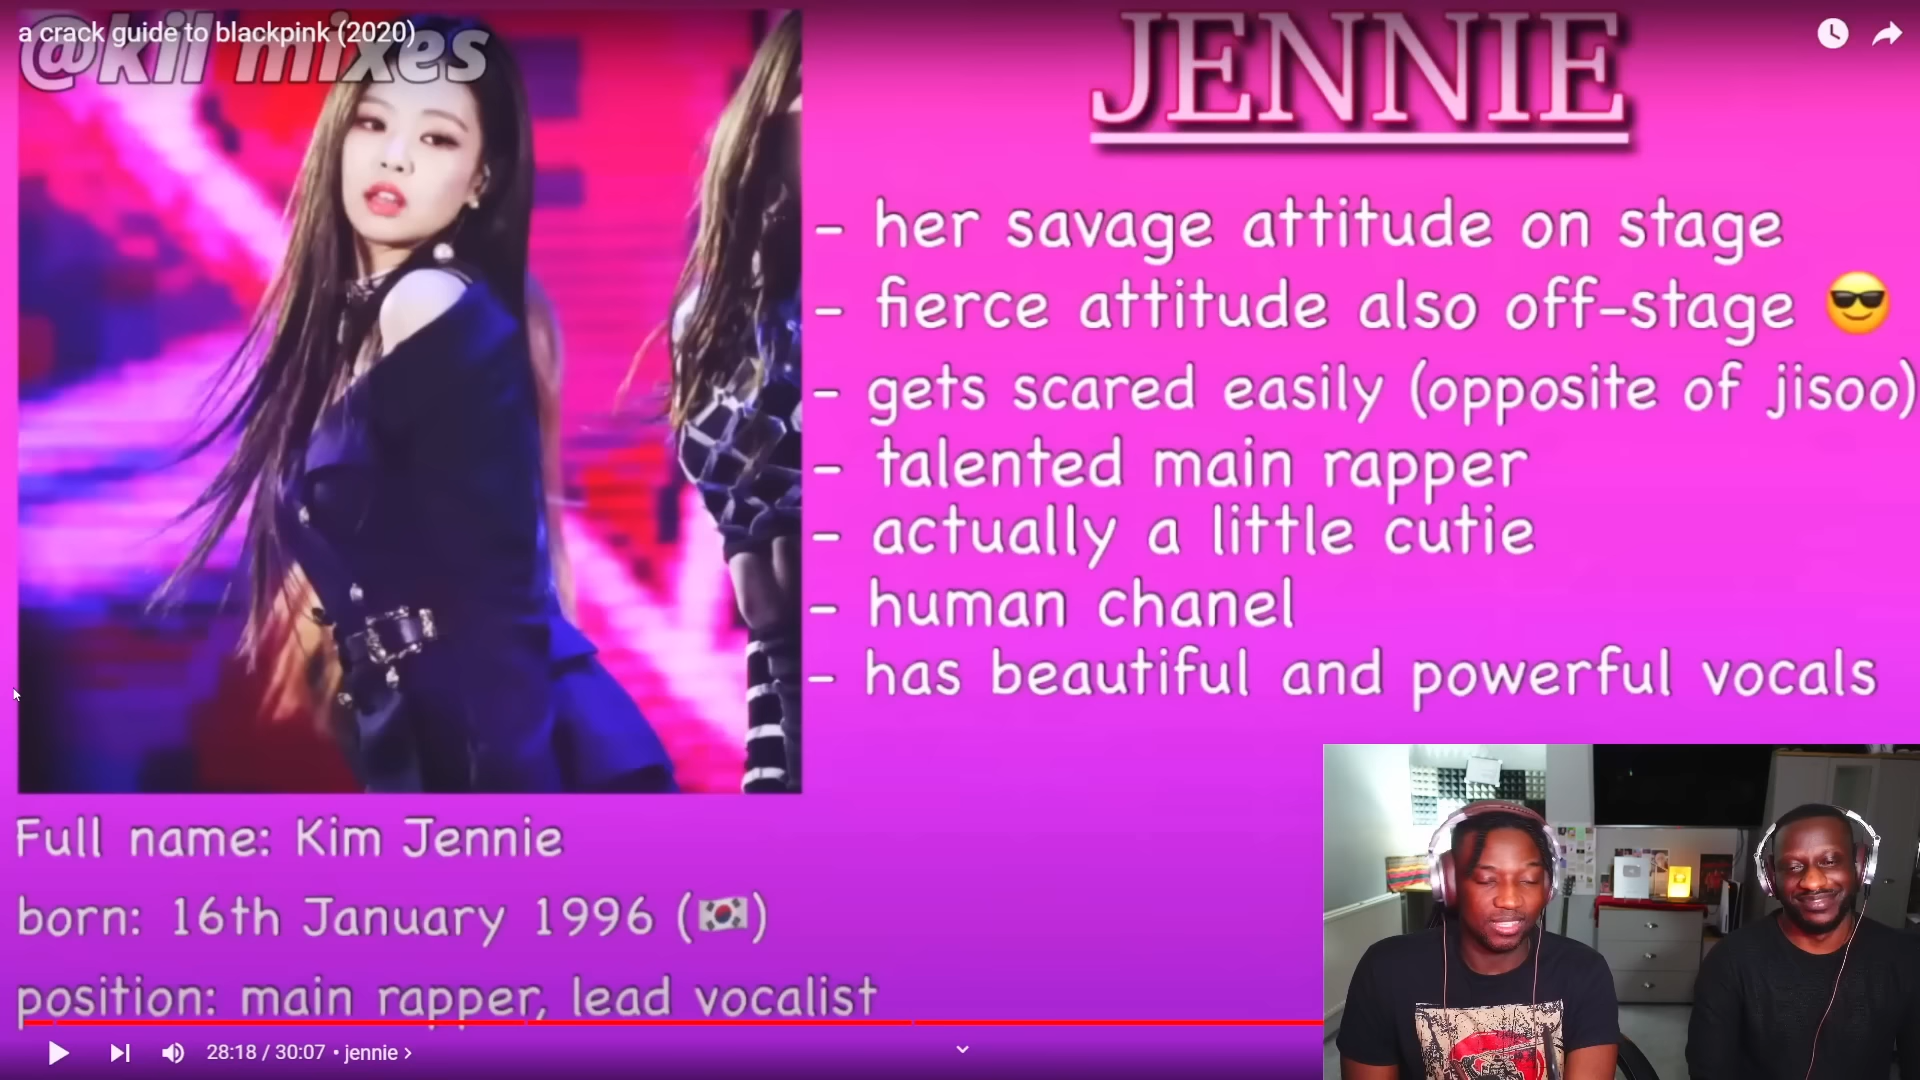 a crack guide to blackpink (2020)
@kil mixes
JENNIE
- her savage attitude on stage
- fierce attitude also off-stage 😎
- gets scared easily (opposite of jisoo)
- talented main rapper
- actually a little cutie
- human chanel
- has beautiful and powerful vocals
Full name: Kim Jennie
born: 16th January 1996 (🇰🇷)
position: main rapper, lead vocalist
28:18 / 30:07 • jennie >